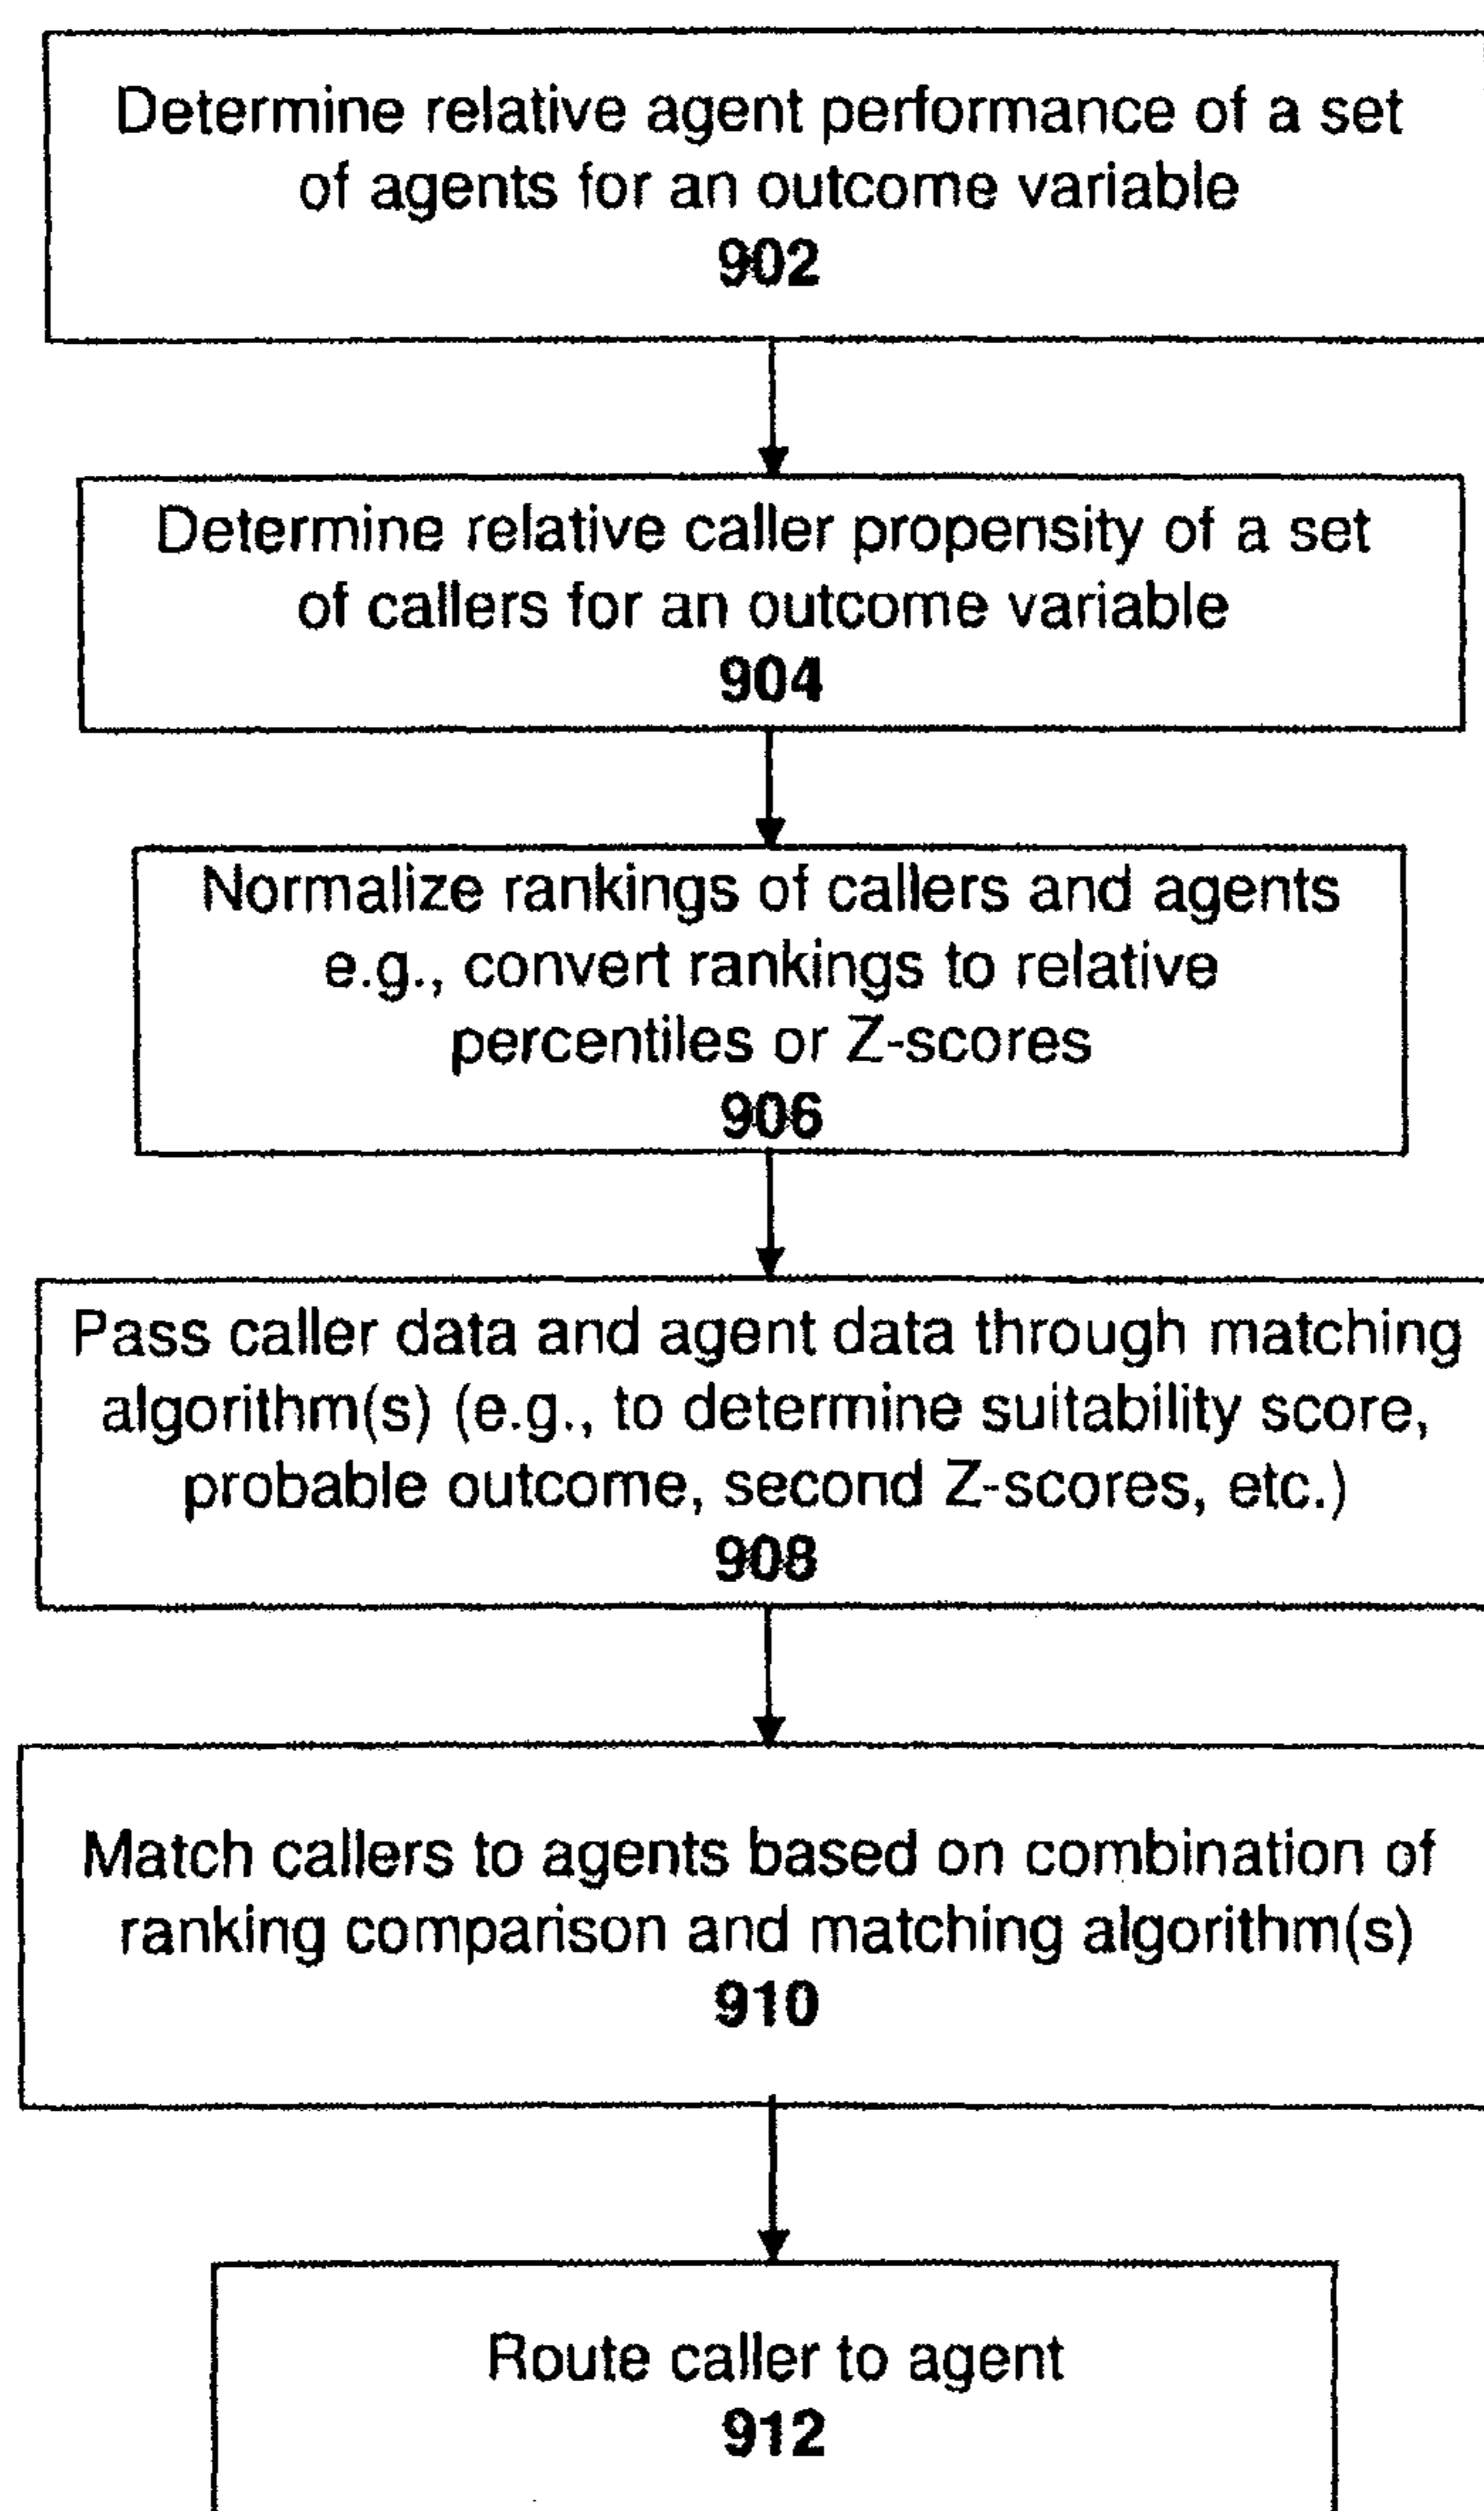 Determine relative agent performance of a set
of agents for an outcome variable
902
Determine relative caller propensity of a set
of callers for an outcome variable
904
Normalize rankings of callers and agents
e.g., convert rankings to relative
percentiles or Z-scores
906
Pass caller data and agent data through matching
algorithm(s) (e.g., to determine suitability score,
probable outcome, second Z-scores, etc.)
908
Match callers to agents based on combination of
ranking comparison and matching algorithm(s)
910
Route caller to agent
912